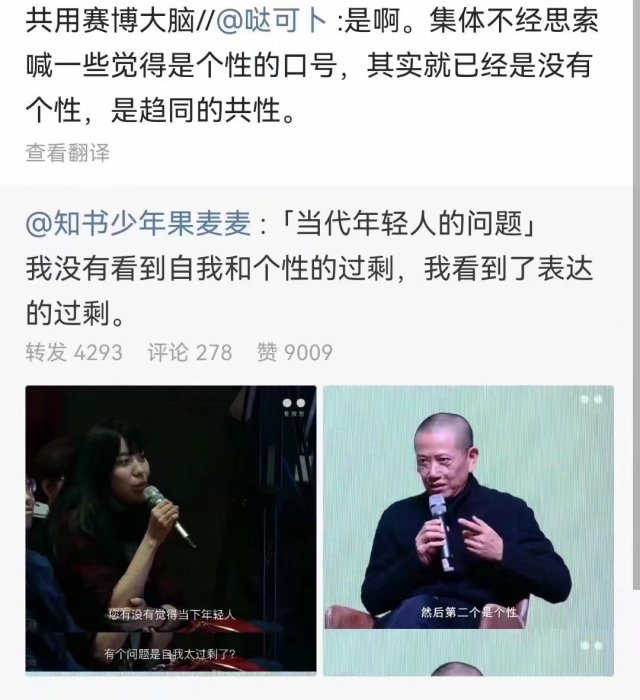 共用赛博大脑//@哒可卜 :是啊。集体不经思索
喊一些觉得是个性的口号，其实就已经是没有
个性，是趋同的共性。
查看翻译
@知书少年果麦麦 :「当代年轻人的问题」
我没有看到自我和个性的过剩，我看到了表达
的过剩。
转发 4293 评论 278 赞 9009
看理想
您有没有觉得当下年轻人
有个问题是自我太过剩了?
然后第二个是个性